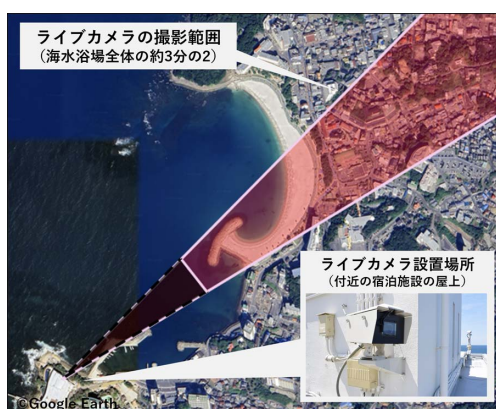 ライブカメラの撮影範囲
（海水浴場全体の約3分の2）
ライブカメラ設置場所
（付近の宿泊施設の屋上）
©Google Earth